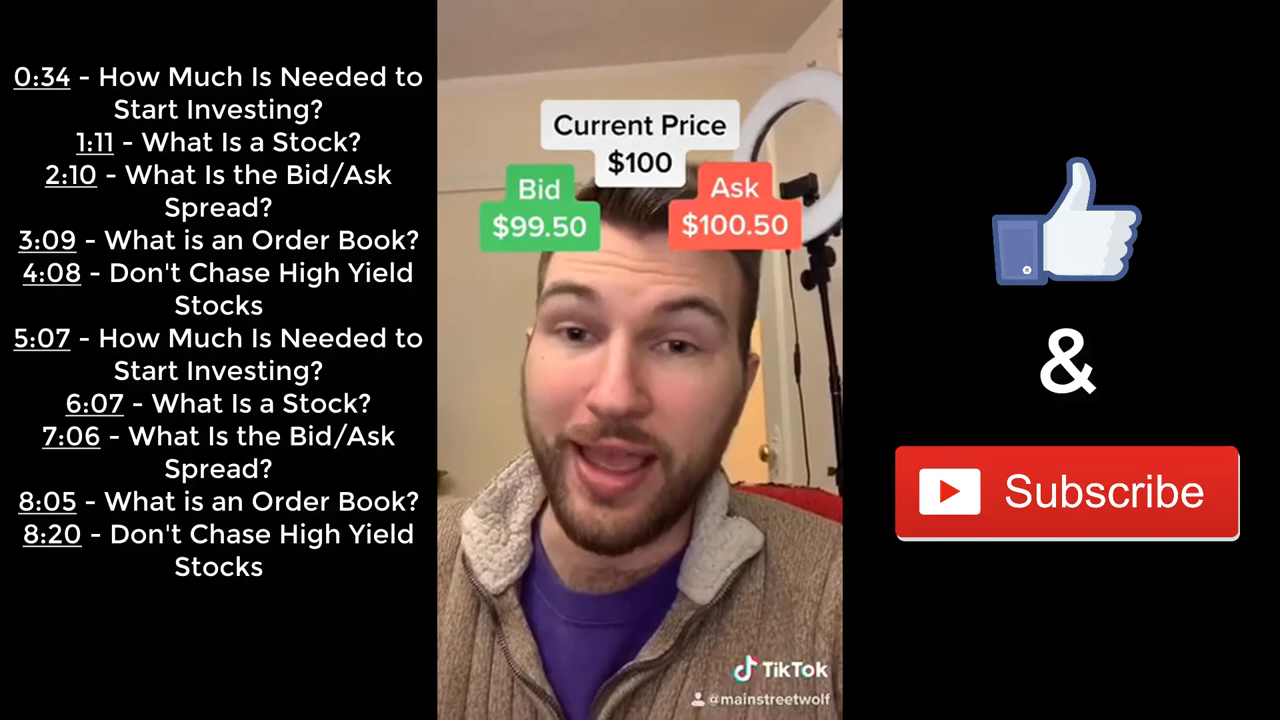 0:34 - How Much Is Needed to
Start Investing?
1:11 - What Is a Stock?
2:10 - What Is the Bid/Ask
Spread?
3:09 - What is an Order Book?
4:08 - Don't Chase High Yield
Stocks
5:07 - How Much Is Needed to
Start Investing?
6:07 - What Is a Stock?
7:06 - What Is the Bid/Ask
Spread?
8:05 - What is an Order Book?
8:20 - Don't Chase High Yield
Stocks
Current Price
$100
Bid
$99.50
Ask
$100.50
TikTok
@mainstreetwolf
&
Subscribe